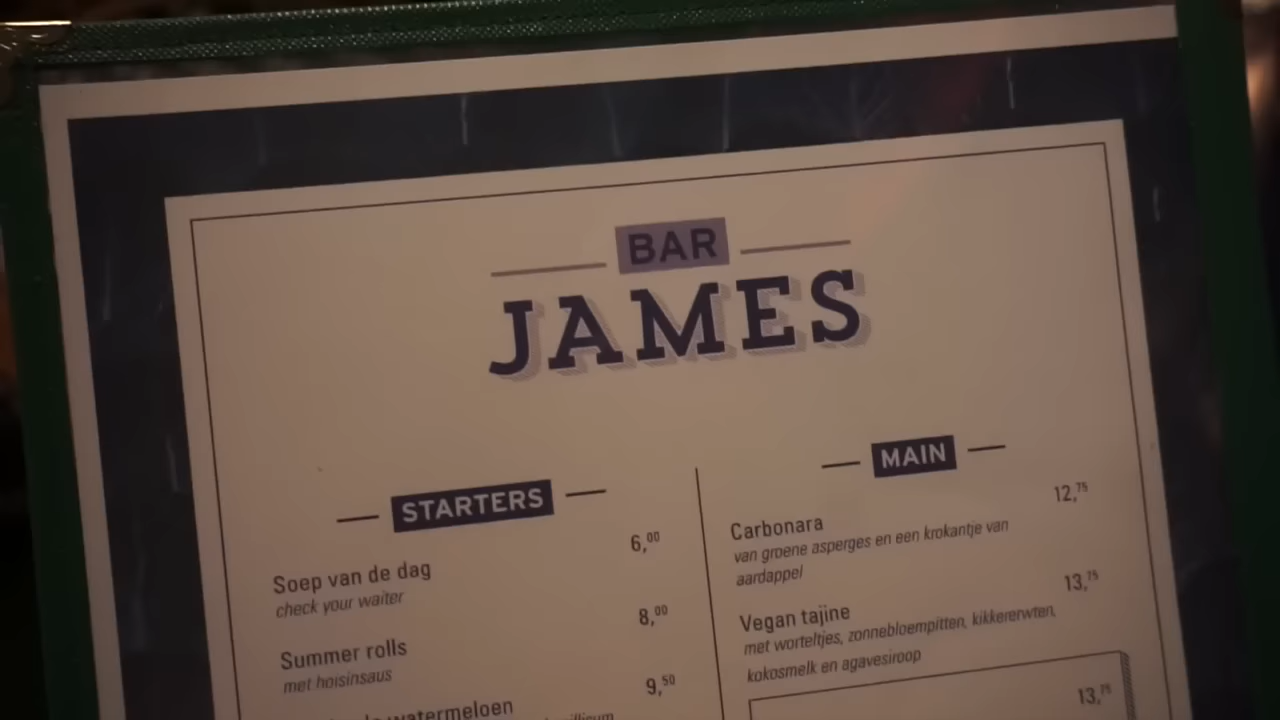 BAR
JAMES
STARTERS
6,00
Soep van de dag
check your waiter
8,00
Summer rolls
met hoisinsaus
9,50
watermeloen
MAIN
12,75
Carbonara
van groene asperges en een krokantje van
aardappel
13,75
Vegan tajine
met worteltjes, zonnebloempitten, kikkererwten,
kokosmelk en agavesiroop
13,75